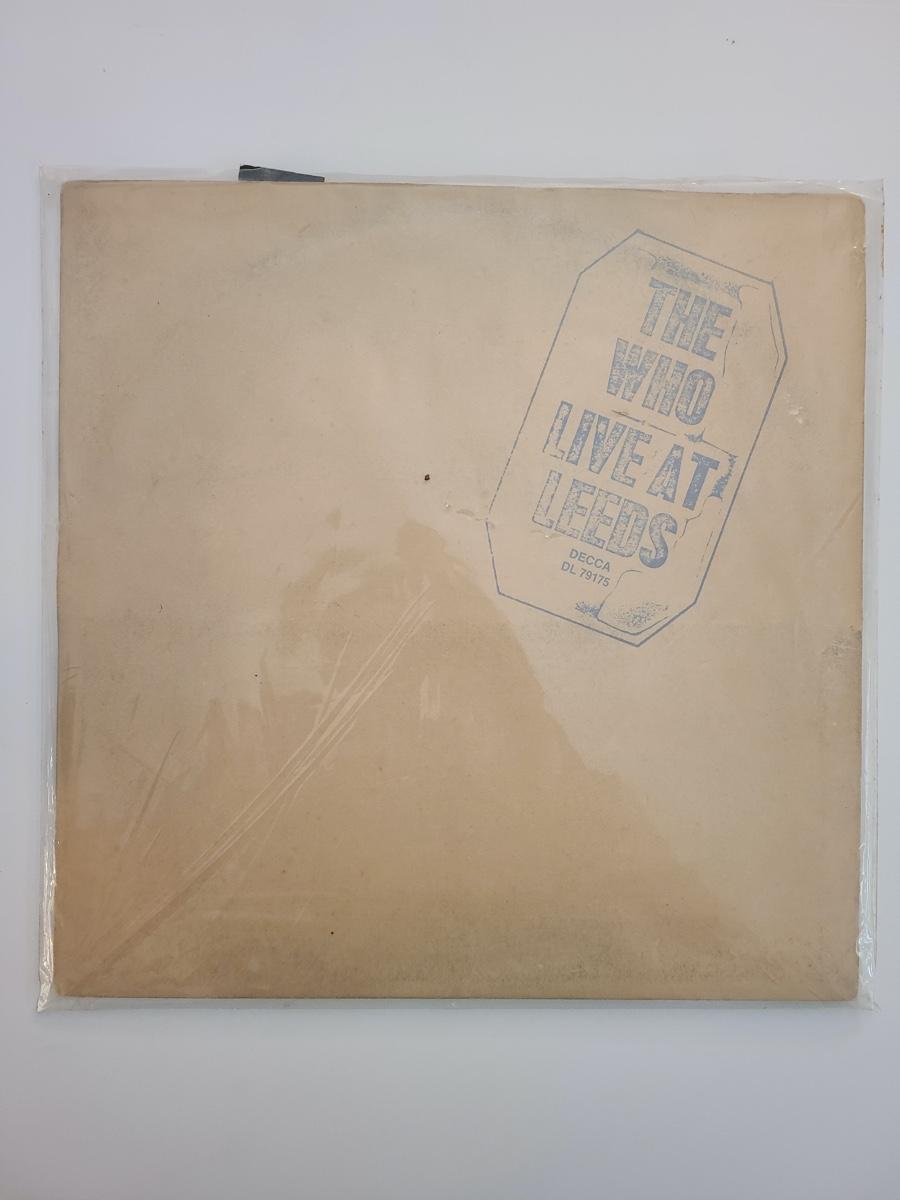 THE
WHO
LIVE AT
LEEDS
DECCA
DL 79175